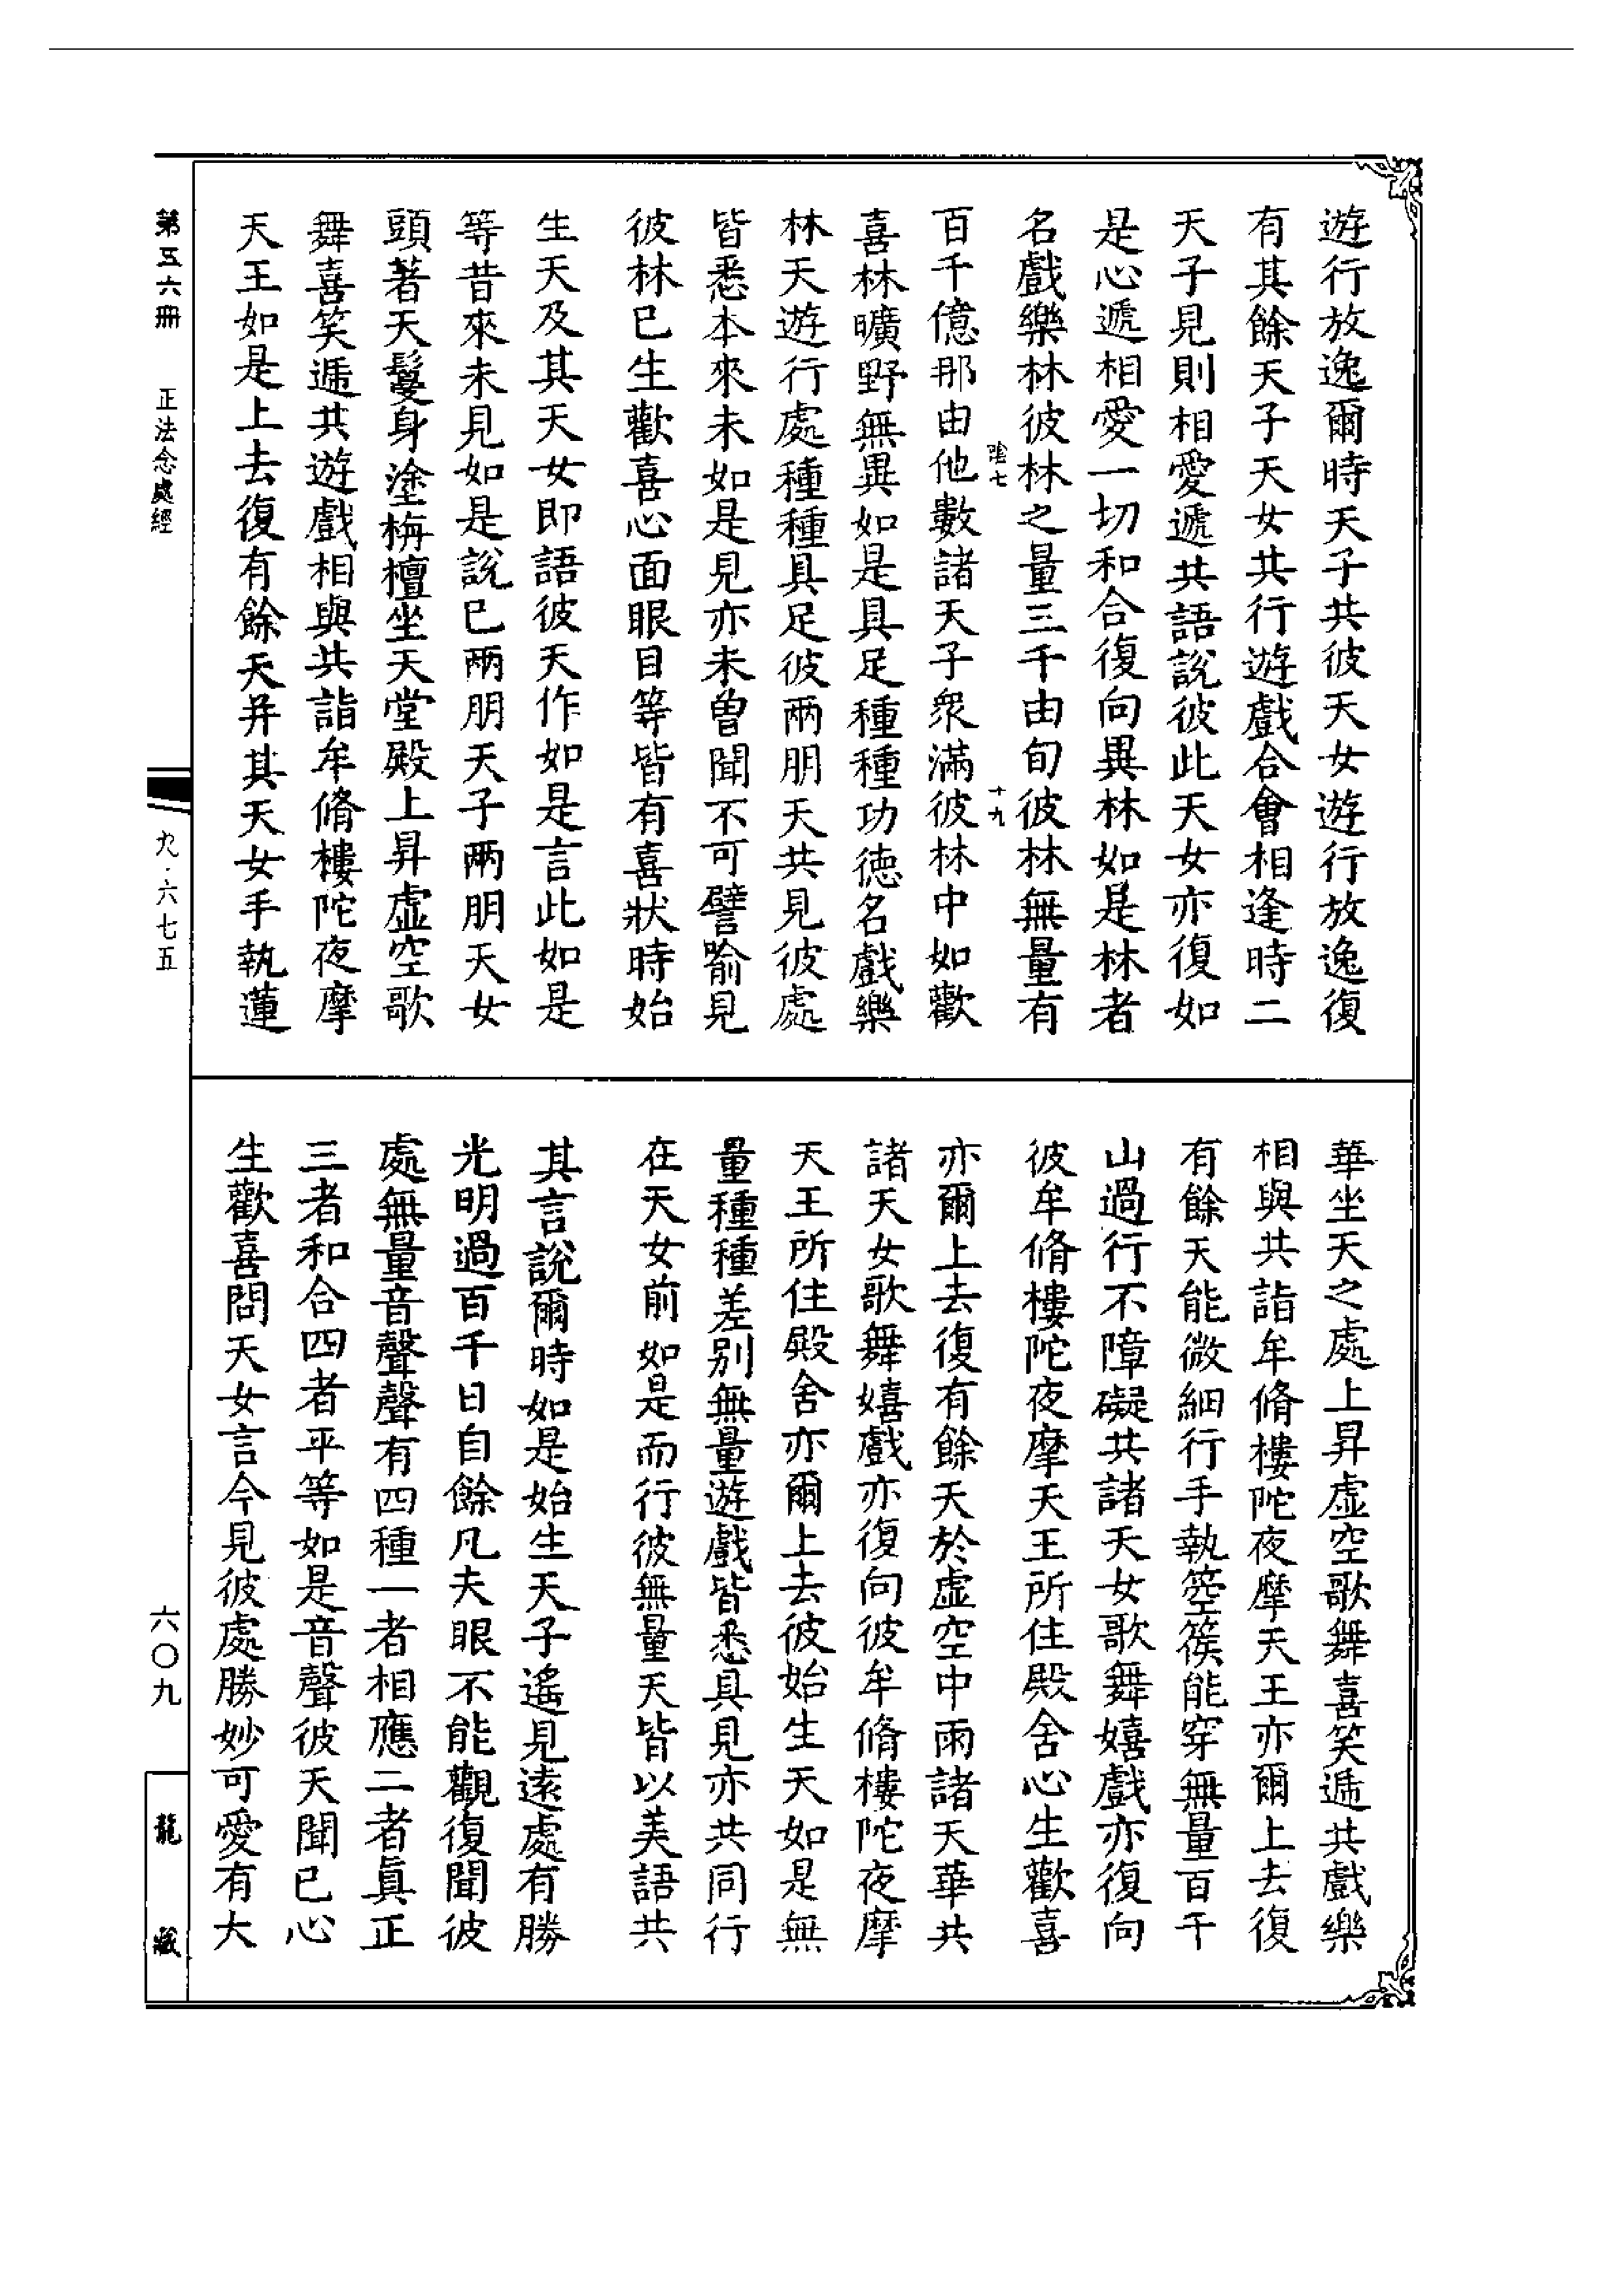 遊行放逸爾時天子共彼天女遊行放逸復
有其餘天子天女共行遊戲合會相逢時二
天子見則相愛遞共語說彼此天女亦復如
是心遞相愛一切和合復向異林如是林者
名戲樂林彼林之量三千由旬彼林無量有
陰七
十九
百千億那由他數諸天子眾滿彼林中如歡
喜林曠野無異如是具足種種功德名戲樂
林天遊行處種種具足彼兩朋天共見彼處
皆悉本來未如是見亦未曾聞不可譬喻見
彼林已生歡喜心面眼目等皆有喜狀時始
生天及其天女即語彼天作如是言此如是
等昔來未見如是說已兩朋天子兩朋天女
頭著天鬘身塗栴檀坐天堂殿上昇虛空歌
舞喜笑遞共遊戲相與共詣牟脩樓陀夜摩
天王如是上去復有餘天并其天女手執蓮
華坐天之處上昇虛空歌舞喜笑遞共戲樂
相與共詣牟脩樓陀夜摩天王亦爾上去復
有餘天能微細行手執箜篌能穿無量百千
山過行不障礙共諸天女歌舞嬉戲亦復向
彼牟脩樓陀夜摩天王所住殿舍心生歡喜
亦爾上去復有餘天於虛空中雨諸天華共
諸天女歌舞嬉戲亦復向彼牟脩樓陀夜摩
天王所住殿舍亦爾上去彼始生天如是無
量種種差別無量遊戲皆悉具見亦共同行
在天女前如是而行彼無量天皆以美語共
其言說爾時如是始生天子遙見遠處有勝
光明過百千日自餘凡夫眼不能觀復聞彼
處無量音聲聲有四種一者相應二者真正
三者和合四者平等如是音聲彼天聞已心
生歡喜問天女言今見彼處勝妙可愛有大
第五六冊
正法念處經
九·六七五
六〇九
龍藏